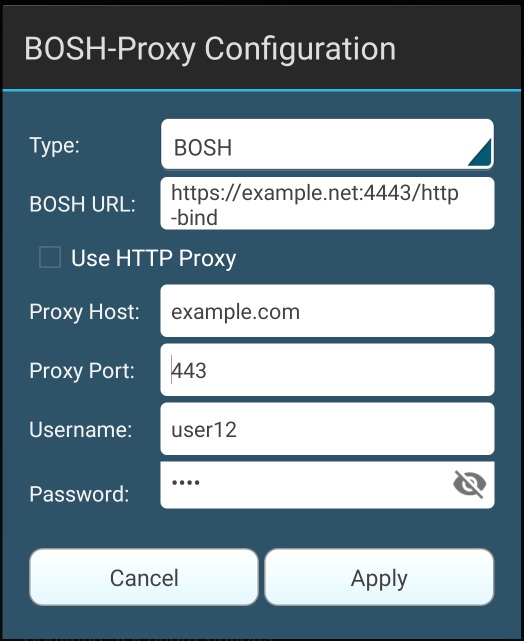 BOSH-Proxy Configuration
Type: BOSH
BOSH URL: https://example.net:4443/http
-bind
Use HTTP Proxy
Proxy Host: example.com
Proxy Port: 443
Username: user12
Password: ••••
Cancel Apply